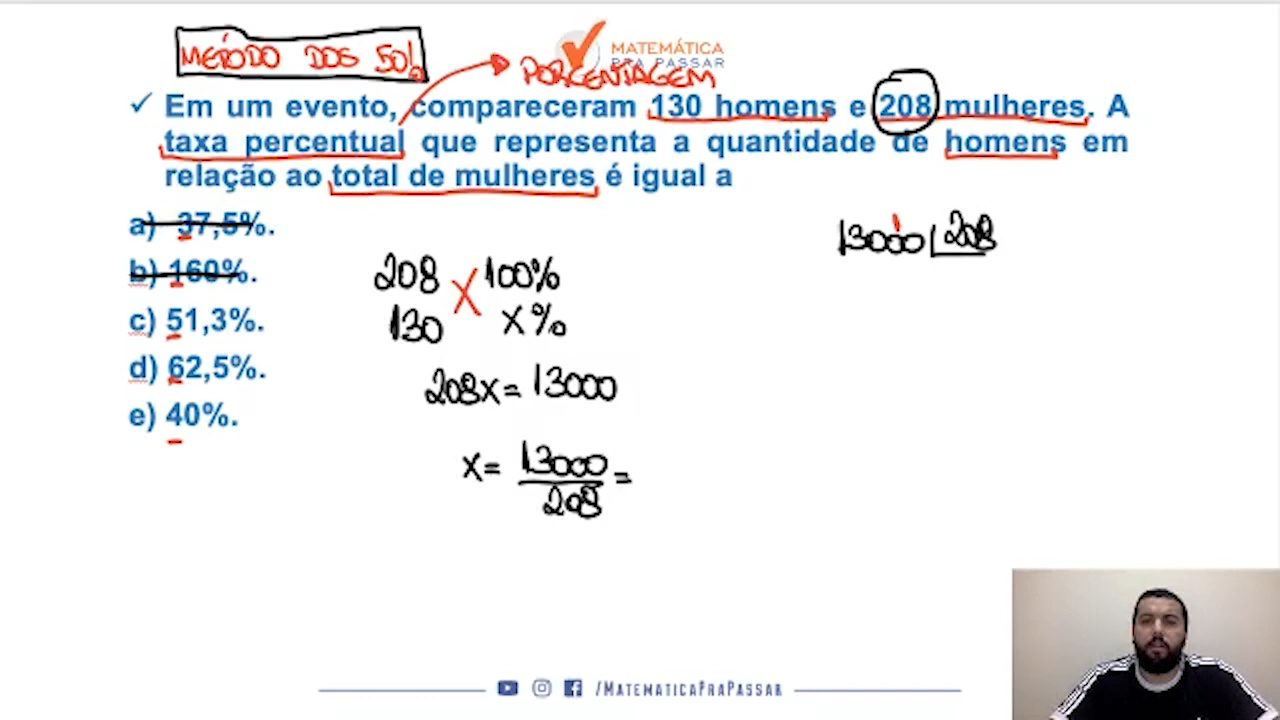 MÉTODO DOS 50%
MATEMÁTICA
PRA PASSAR
PORCENTAGEM
✓ Em um evento, compareceram 130 homens e 208 mulheres. A
taxa percentual que representa a quantidade de homens em
relação ao total de mulheres é igual a
a) 37,5%.
b) 160%.
c) 51,3%.
d) 62,5%.
e) 40%.
208 100%
130 X%
208X = 13000
X = 13000
208 =
13000 208
/MATEMATICAPRAPASSAR